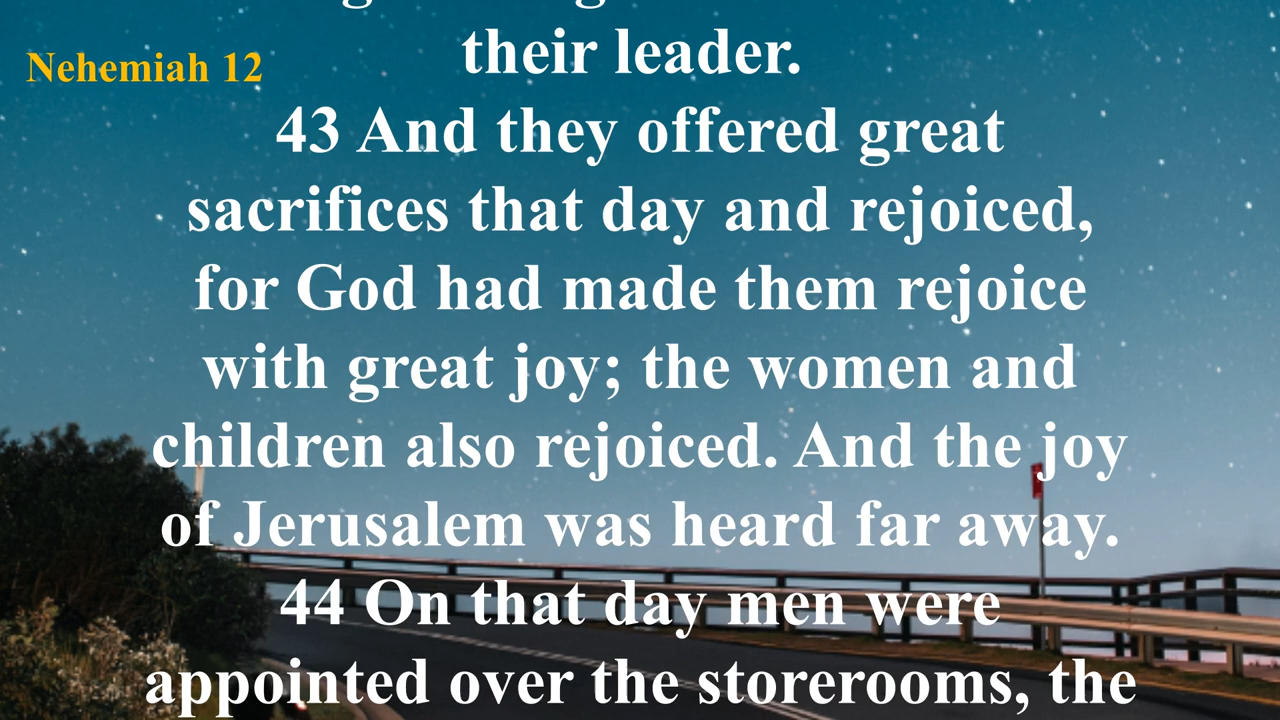 Nehemiah 12
their leader.
43 And they offered great
sacrifices that day and rejoiced,
for God had made them rejoice
with great joy; the women and
children also rejoiced. And the joy
of Jerusalem was heard far away.
44 On that day men were
appointed over the storerooms, the